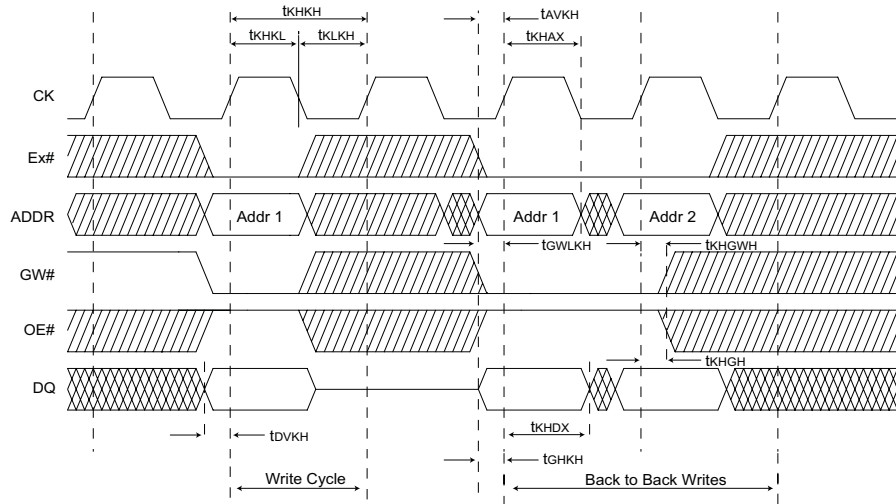 tKHKH
tAVKH
tKHKL
tKLKH
tKHAX
CK
Ex#
ADDR
Addr 1
Addr 1
Addr 2
tGWLKH
tKHGWH
GW#
OE#
tKHGH
DQ
tDVKH
tKHDX
tGHKH
Write Cycle
Back to Back Writes